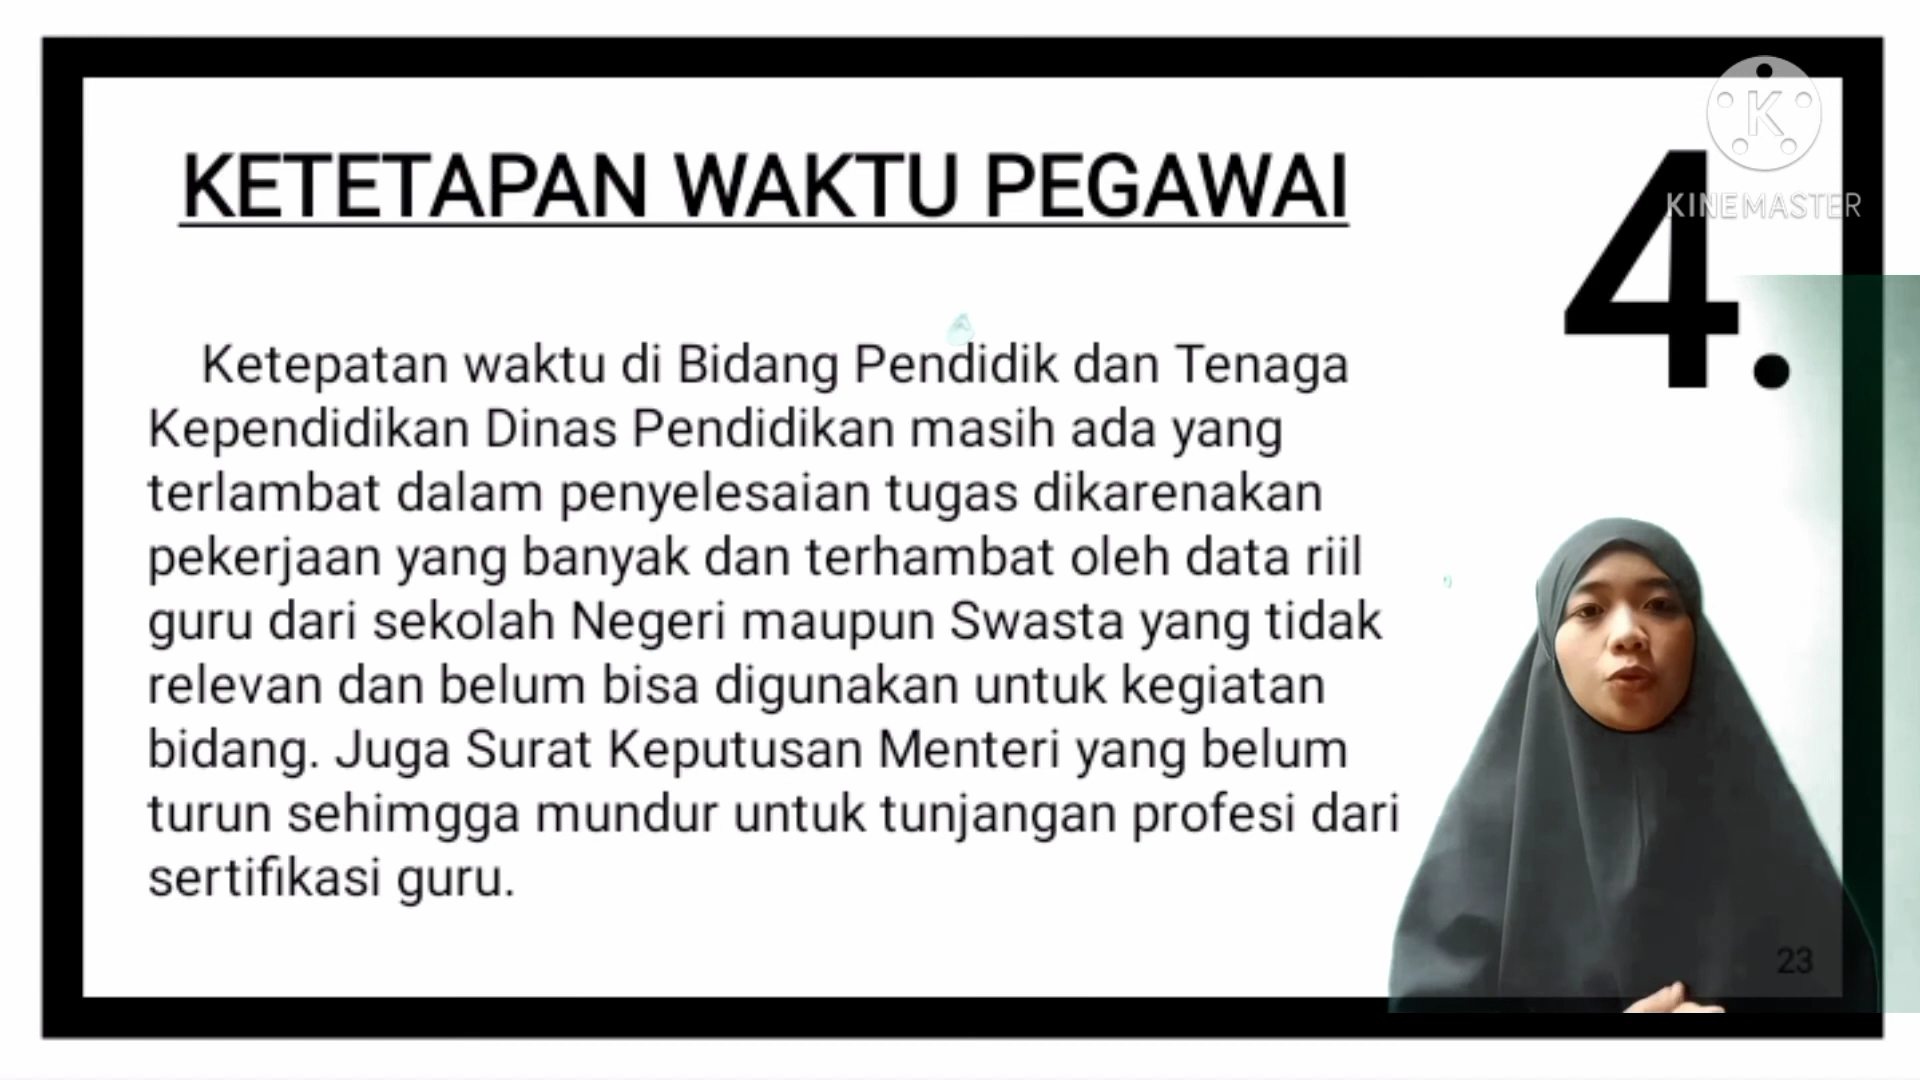 KETETAPAN WAKTU PEGAWAI
4.
K
KINEMASTER
Ketepatan waktu di Bidang Pendidik dan Tenaga
Kependidikan Dinas Pendidikan masih ada yang
terlambat dalam penyelesaian tugas dikarenakan
pekerjaan yang banyak dan terhambat oleh data riil
guru dari sekolah Negeri maupun Swasta yang tidak
relevan dan belum bisa digunakan untuk kegiatan
bidang. Juga Surat Keputusan Menteri yang belum
turun sehimgga mundur untuk tunjangan profesi dari
sertifikasi guru.
23